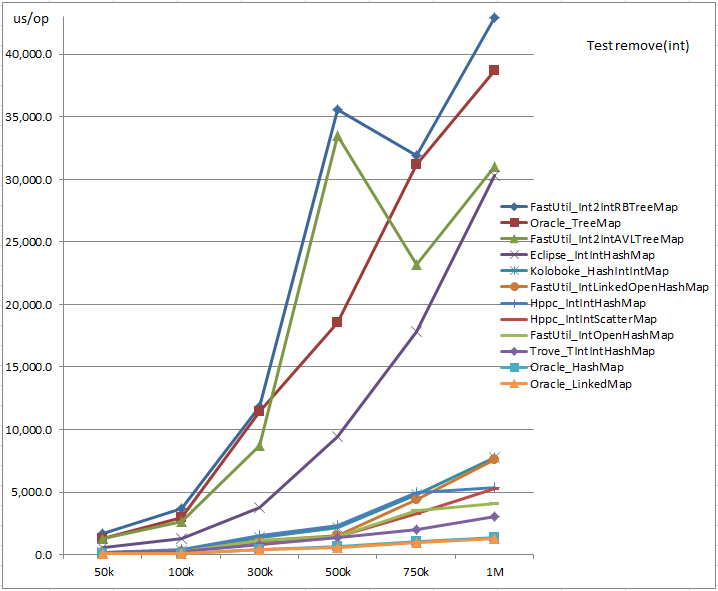 us/op
Test remove(int)
40,000.0
35,000.0
30,000.0
25,000.0
20,000.0
15,000.0
10,000.0
5,000.0
0.0
50k 100k 300k 500k 750k 1M
FastUtil_Int2IntRBTreeMap
Oracle_TreeMap
FastUtil_Int2IntAVLTreeMap
Eclipse_IntIntHashMap
Koloboke_HashIntIntMap
FastUtil_IntLinkedOpenHashMap
Hppc_IntIntHashMap
Hppc_IntIntScatterMap
FastUtil_IntOpenHashMap
Trove_TIntIntHashMap
Oracle_HashMap
Oracle_LinkedMap